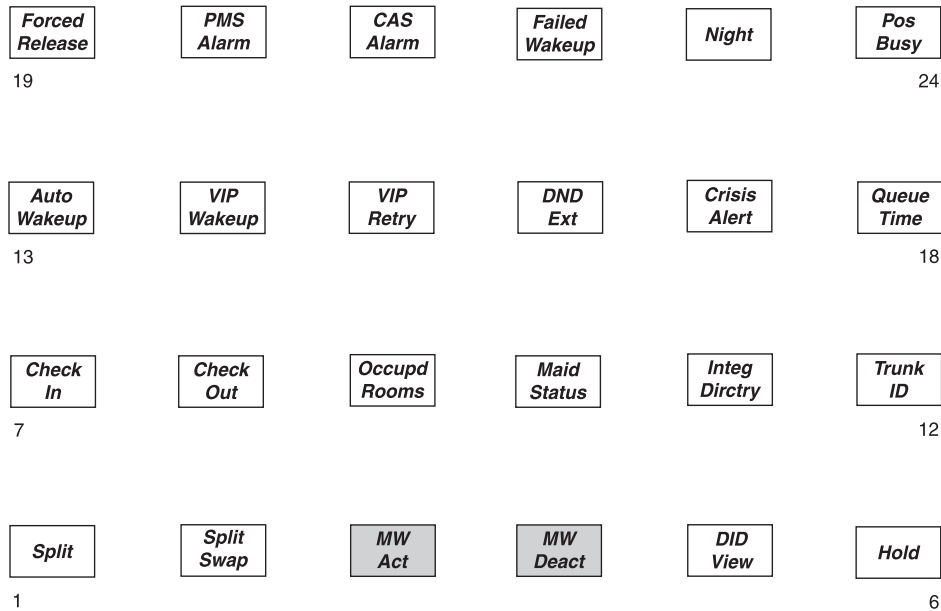 Forced
Release
PMS
Alarm
CAS
Alarm
Failed
Wakeup
Night
Pos
Busy
19
24
Auto
Wakeup
VIP
Wakeup
VIP
Retry
DND
Ext
Crisis
Alert
Queue
Time
13
18
Check
In
Check
Out
Occupd
Rooms
Maid
Status
Integ
Dirctry
Trunk
ID
7
12
Split
Split
Swap
MW
Act
MW
Deact
DID
View
Hold
1
6